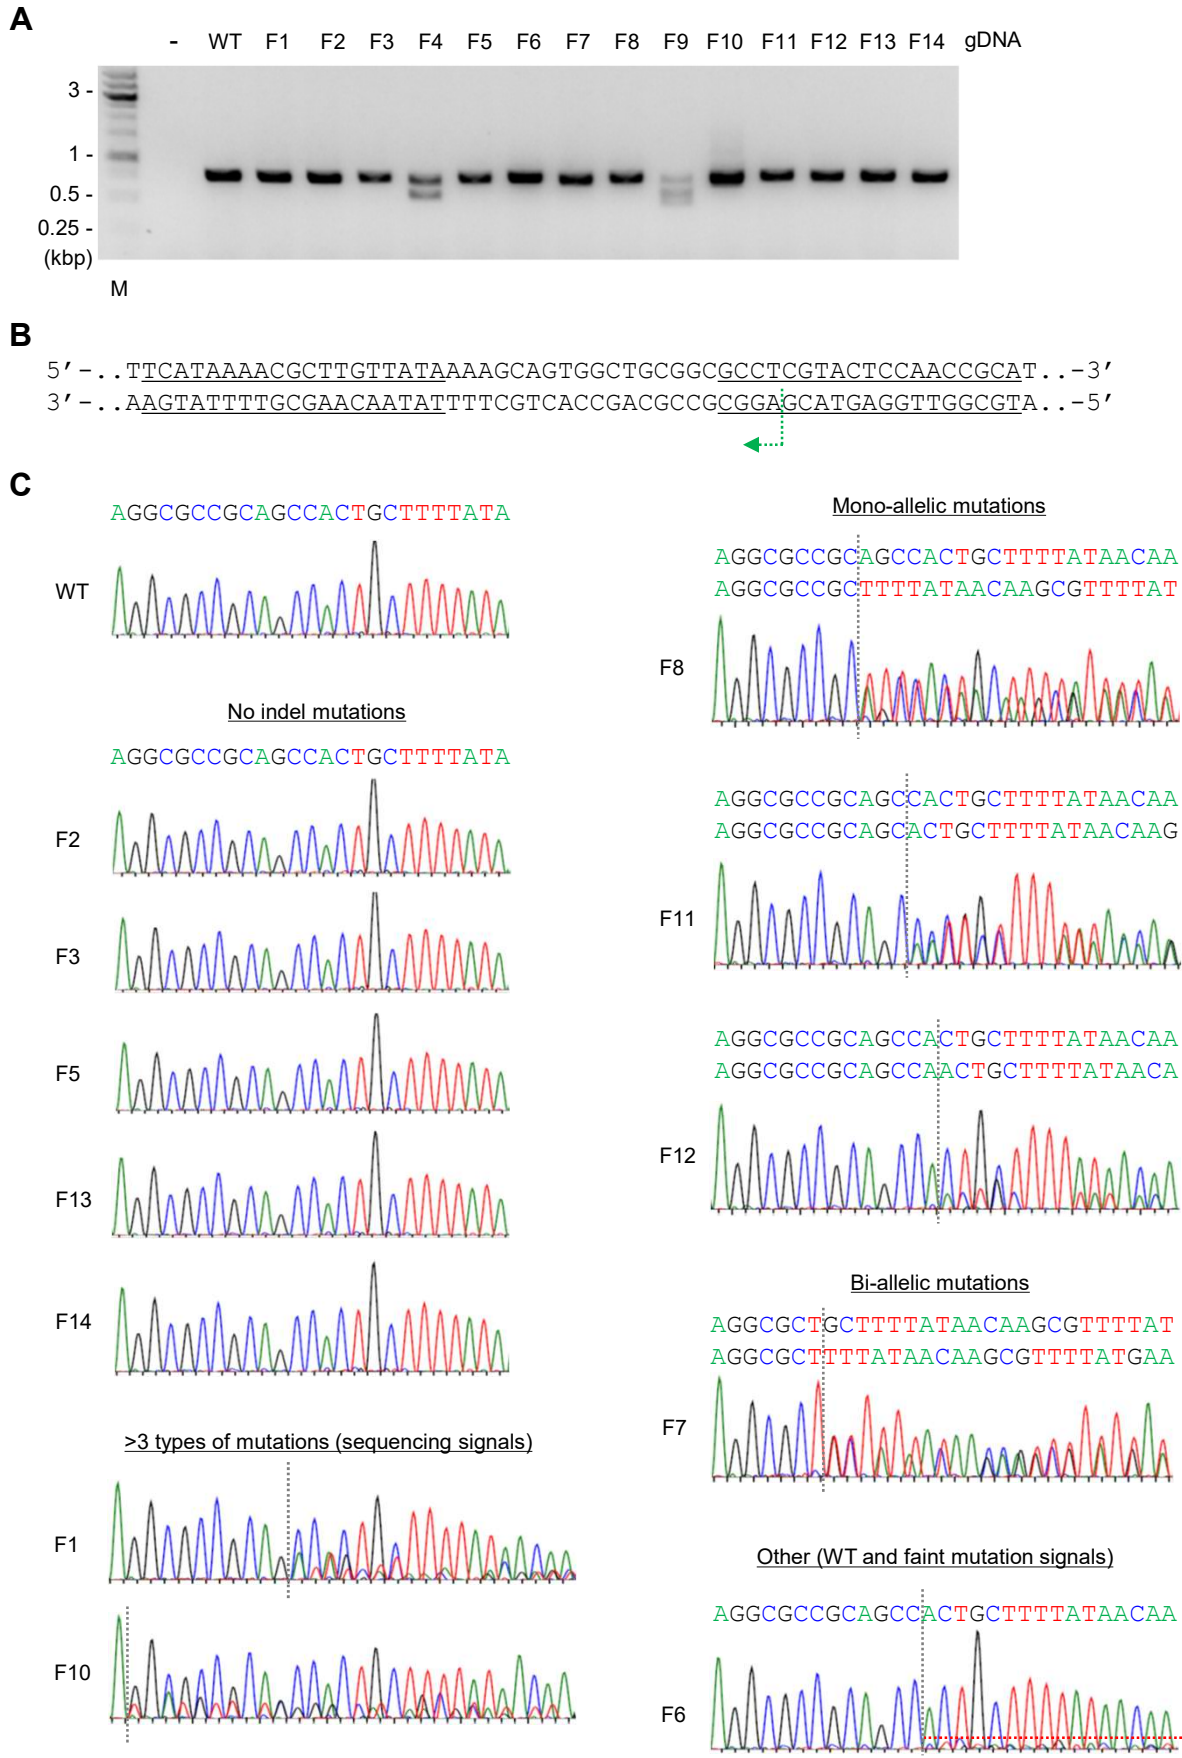 A
- WT F1 F2 F3 F4 F5 F6 F7 F8 F9 F10 F11 F12 F13 F14 gDNA
3 -
1 -
0.5 -
0.25 -
(kbp)
M
B
5’-..TTCATAAAACGCTTGTTATAAAAGCAGTGGCTGCGGCGCCTCGTACTCCAACCGCAT..-3’
3’-..AAGTATTTTGCGAACAATATTTTCGTCACCGACGCCGCGGAGCATGAGGTTGGCGTA..-5’
C
AGGCGCCGCAGCCACTGCTTTTATA
WT
No indel mutations
AGGCGCCGCAGCCACTGCTTTTATA
F2
F3
F5
F13
F14
>3 types of mutations (sequencing signals)
F1
F10
Mono-allelic mutations
AGGCGCCGCAGCCACTGCTTTTATAACAA
AGGCGCCGCTTTTATAACAAGCGTTTTAT
F8
AGGCGCCGCAGCCACTGCTTTTATAACAA
AGGCGCCGCAGCACTGCTTTTATAACAAG
F11
AGGCGCCGCAGCCACTGCTTTTATAACAA
AGGCGCCGCAGCCAACTGCTTTTATAACA
F12
Bi-allelic mutations
AGGCGCTGCTTTTATAACAAGCGTTTTAT
AGGCGCTTTTATAACAAGCGTTTTATGAA
F7
Other (WT and faint mutation signals)
AGGCGCCGCAGCCACTGCTTTTATAACAA
F6